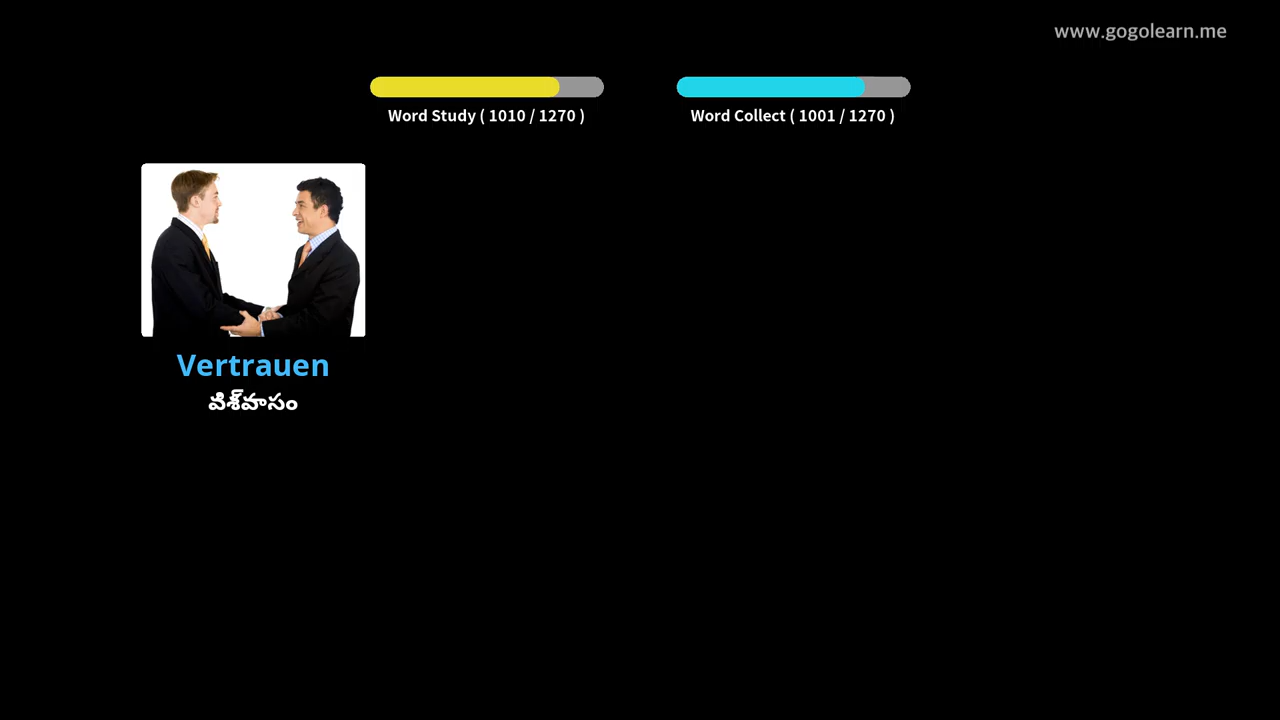 www.gogolearn.me
Word Study ( 1010 / 1270 )
Word Collect ( 1001 / 1270 )
Vertrauen
విశ్వాసం